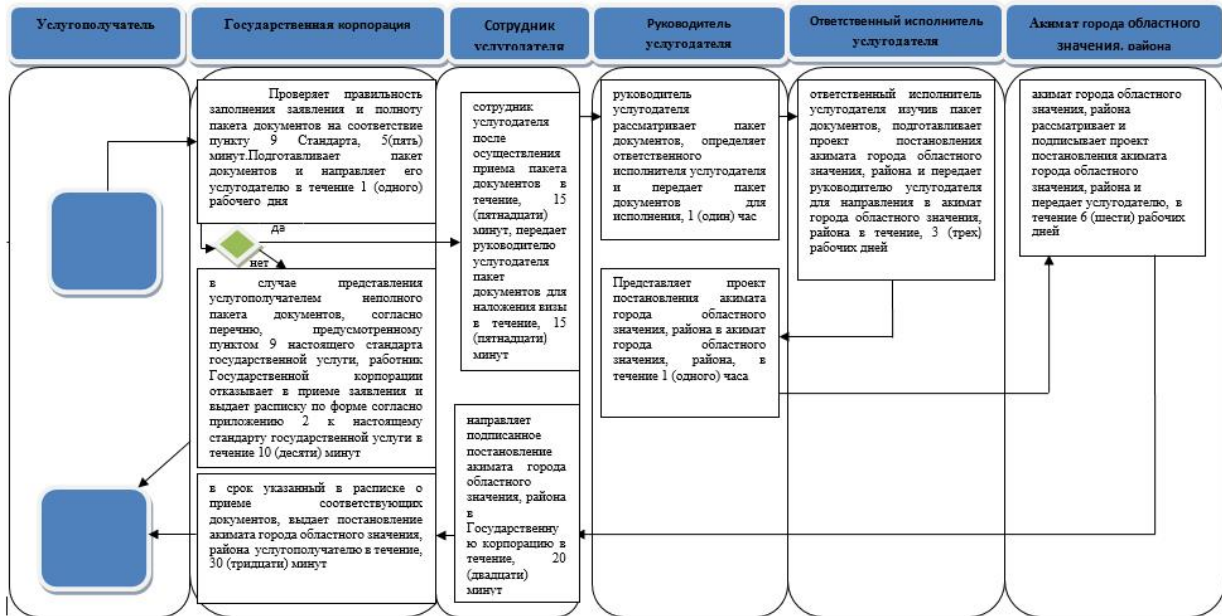 Услугополучатель
Государственная корпорация
Сотрудник
услугодателя
Руководитель
услугодателя
Ответственный исполнитель
услугодателя
Акимат города областного
значения, района
Проверяет правильность
заполнения заявления и полноту
пакета документов на соответствие
пункту 9 Стандарта, 5(пять)
минут.Подготавливает пакет
документов и направляет его
услугодателю в течение 1 (одного)
рабочего дня
да
нет
в случае представления
услугополучателем неполного
пакета документов, согласно
перечню, предусмотренному
пунктом 9 настоящего стандарта
государственной услуги, работник
Государственной корпорации
отказывает в приеме заявления и
выдает расписку по форме согласно
приложению 2 к настоящему
стандарту государственной услуги в
течение 10 (десяти) минут
в срок указанный в расписке о
приеме соответствующих
документов, выдает постановление
акимата города областного значения,
района услугополучателю в течение,
30 (тридцати) минут
сотрудник
услугодателя
после
осуществления
приема пакета
документов в
течение, 15
(пятнадцати)
минут, передает
руководителю
услугодателя
пакет
документов для
наложения визы
в течение, 15
(пятнадцати)
минут
направляет
подписанное
постановление
акимата города
областного
значения, района
в
Государственну
ю корпорацию в
течение, 20
(двадцати)
минут
руководитель
услугодателя
рассматривает пакет
документов, определяет
ответственного
исполнителя услугодателя
и передает пакет
документов для
исполнения, 1 (один) час
Представляет проект
постановления акимата
города областного
значения, района в акимат
города областного
значения, района, в
течение 1 (одного) часа
ответственный исполнитель
услугодателя изучив пакет
документов, подготавливает
проект постановления
акимата города областного
значения, района и передает
руководителю услугодателя
для направления в акимат
города областного значения,
района в течение, 3 (трех)
рабочих дней
акимат города областного
значения, района
рассматривает и
подписывает проект
постановления акимата
города областного
значения, района и
передает услугодателю, в
течение 6 (шести) рабочих
дней